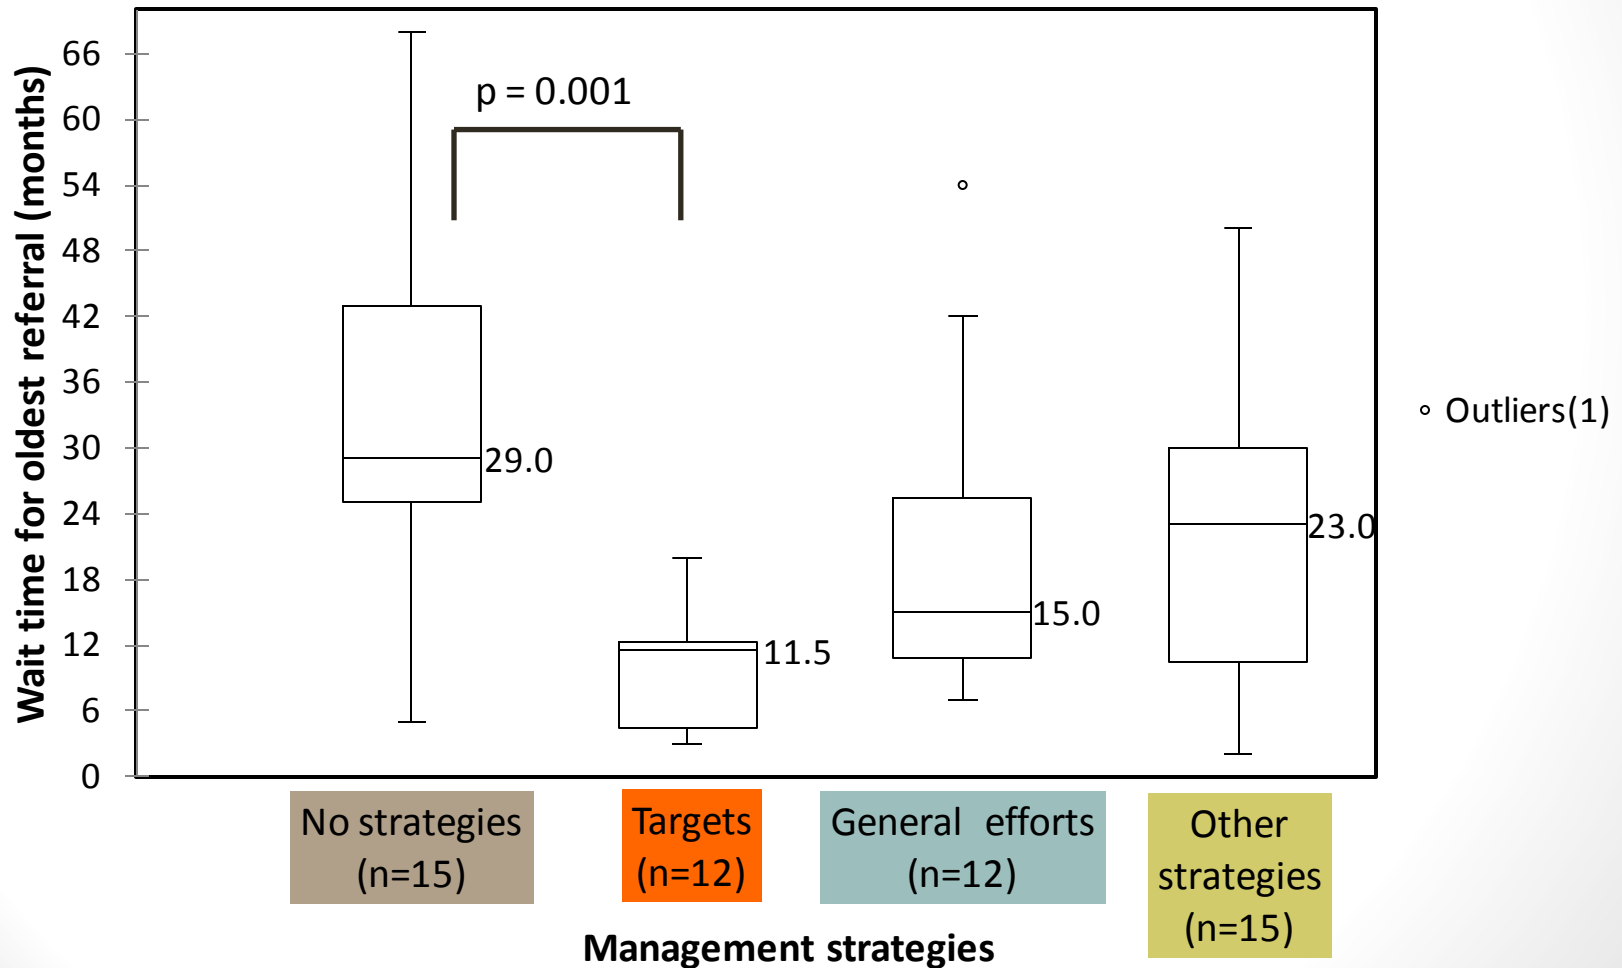 Wait time for oldest referral (months)
66
60
54
48
42
36
30
24
18
12
6
0
p = 0.001
29.0
11.5
15.0
23.0
Outliers(1)
No strategies
(n=15)
Targets
(n=12)
General efforts
(n=12)
Other
strategies
(n=15)
Management strategies